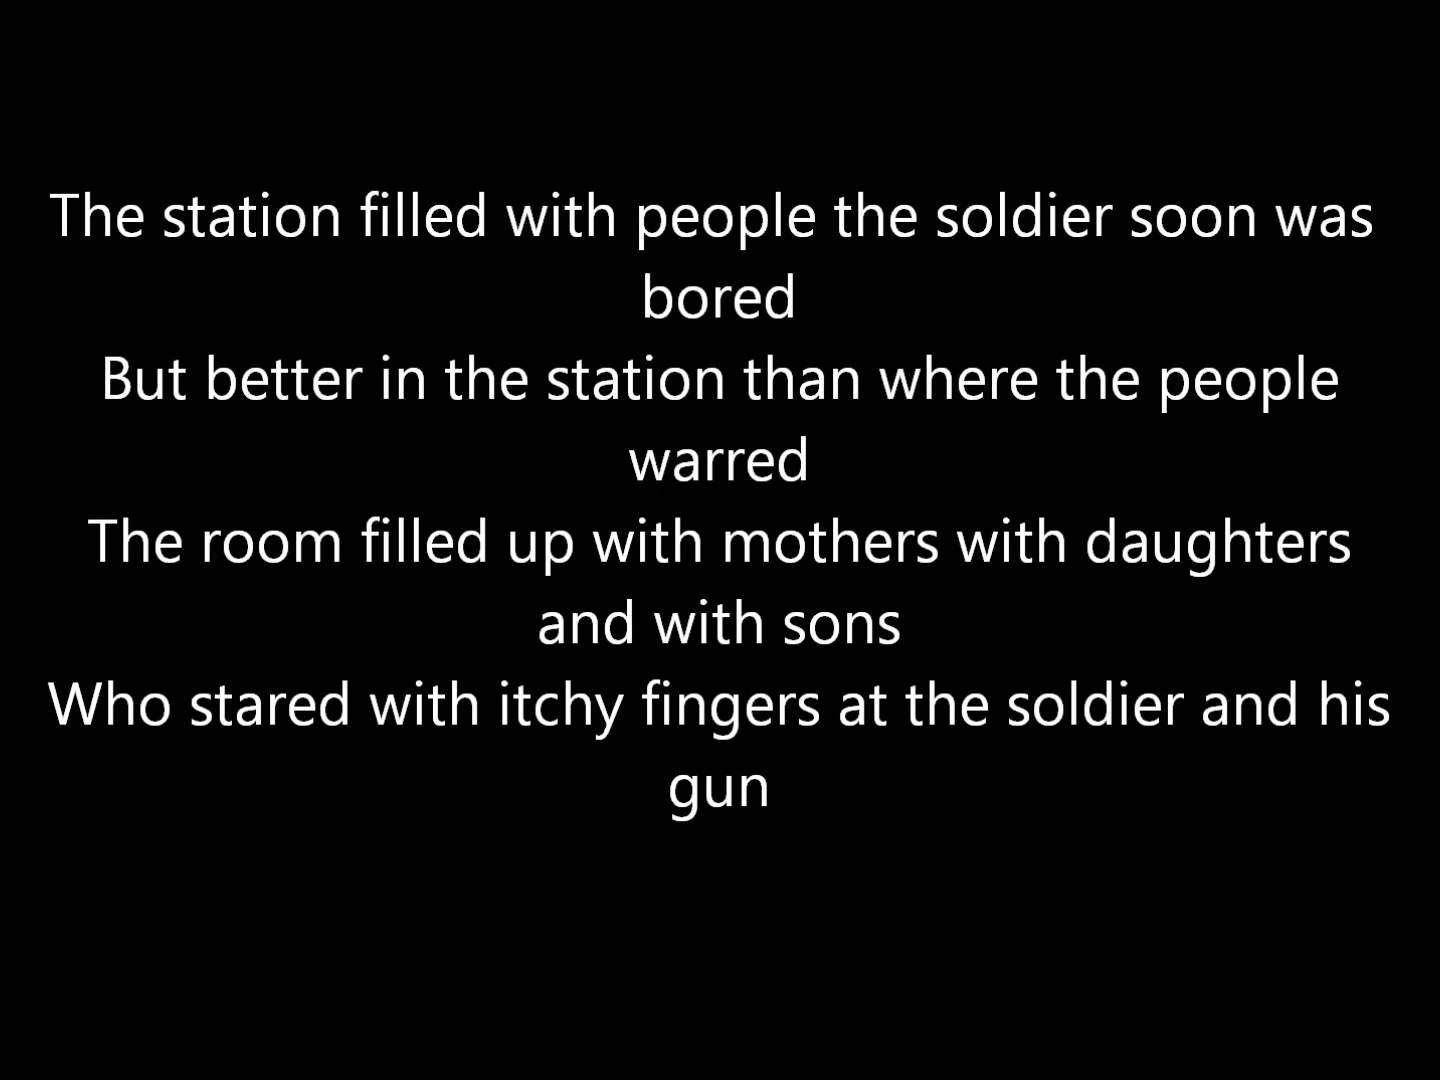 The station filled with people the soldier soon was
bored
But better in the station than where the people
warred
The room filled up with mothers with daughters
and with sons
Who stared with itchy fingers at the soldier and his
gun